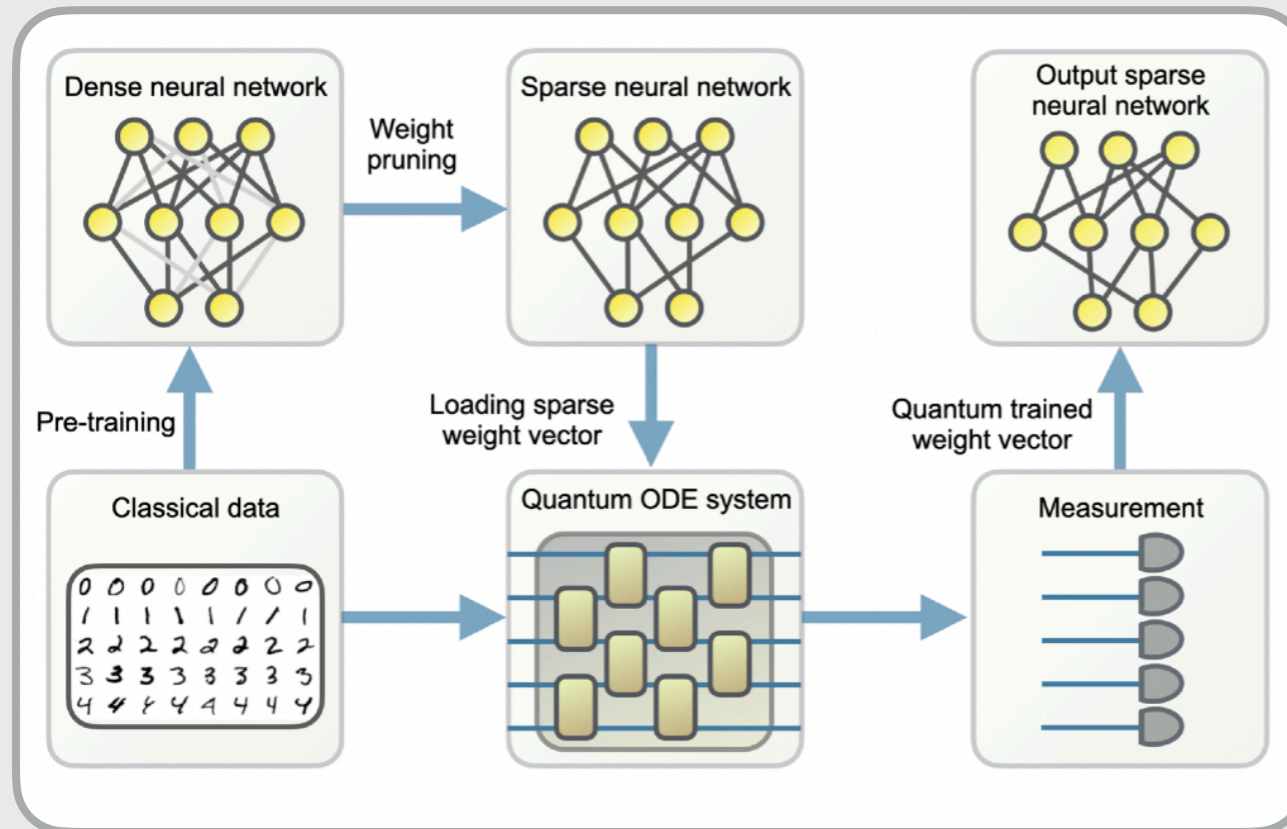 Dense neural network
Weight
pruning
Sparse neural network
Output sparse
neural network
Pre-training
Loading sparse
weight vector
Quantum trained
weight vector
Classical data
0 0 0 0 0 0 0 0
1 1 1 1 1 1 1 1
2 2 2 2 2 2 2 2
3 3 3 3 3 3 3 3
4 4 4 4 4 4 4 4
Quantum ODE system
Measurement